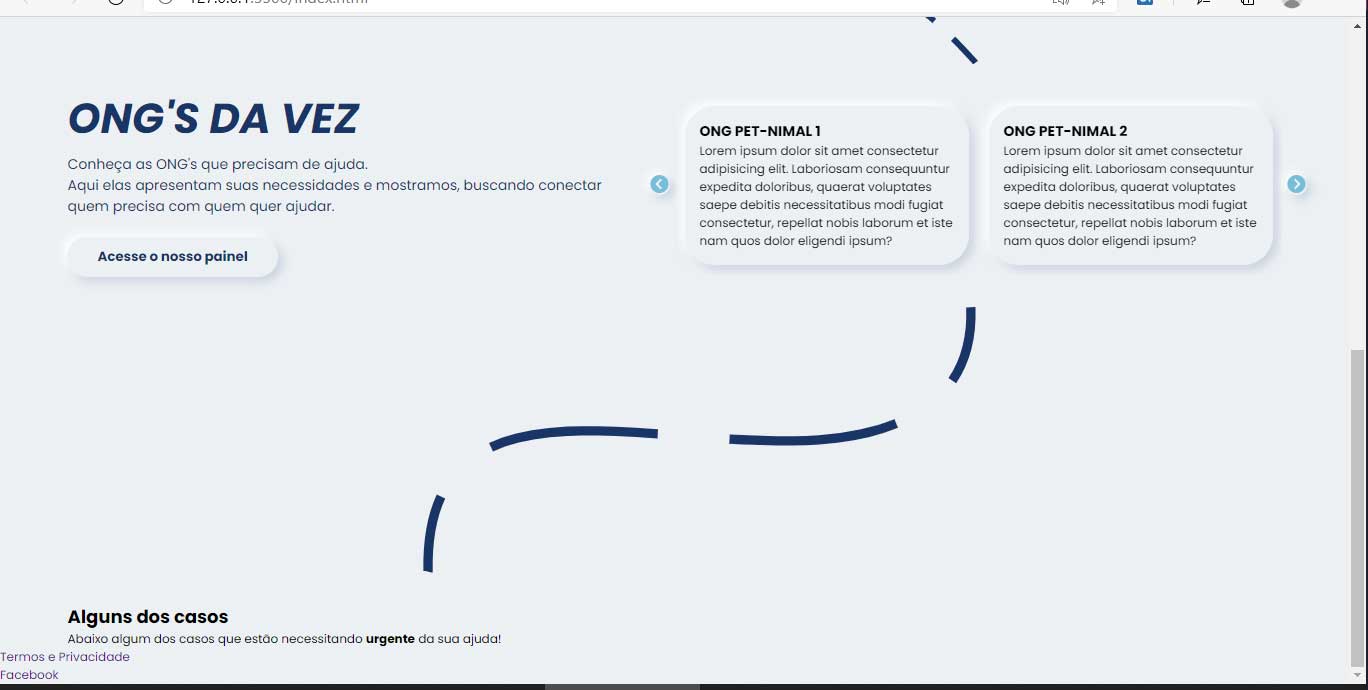 127.0.0.1:5500/index.html
ONG'S DA VEZ
Conheça as ONG's que precisam de ajuda.
Aqui elas apresentam suas necessidades e mostramos, buscando conectar
quem precisa com quem quer ajudar.
Acesse o nosso painel
ONG PET-NIMAL 1
Lorem ipsum dolor sit amet consectetur
adipisicing elit. Laboriosam consequuntur
expedita doloribus, quaerat voluptates
saepe debitis necessitatibus modi fugiat
consectetur, repellat nobis laborum et iste
nam quos dolor eligendi ipsum?
ONG PET-NIMAL 2
Lorem ipsum dolor sit amet consectetur
adipisicing elit. Laboriosam consequuntur
expedita doloribus, quaerat voluptates
saepe debitis necessitatibus modi fugiat
consectetur, repellat nobis laborum et iste
nam quos dolor eligendi ipsum?
Alguns dos casos
Abaixo algum dos casos que estão necessitando urgente da sua ajuda!
Termos e Privacidade
Facebook